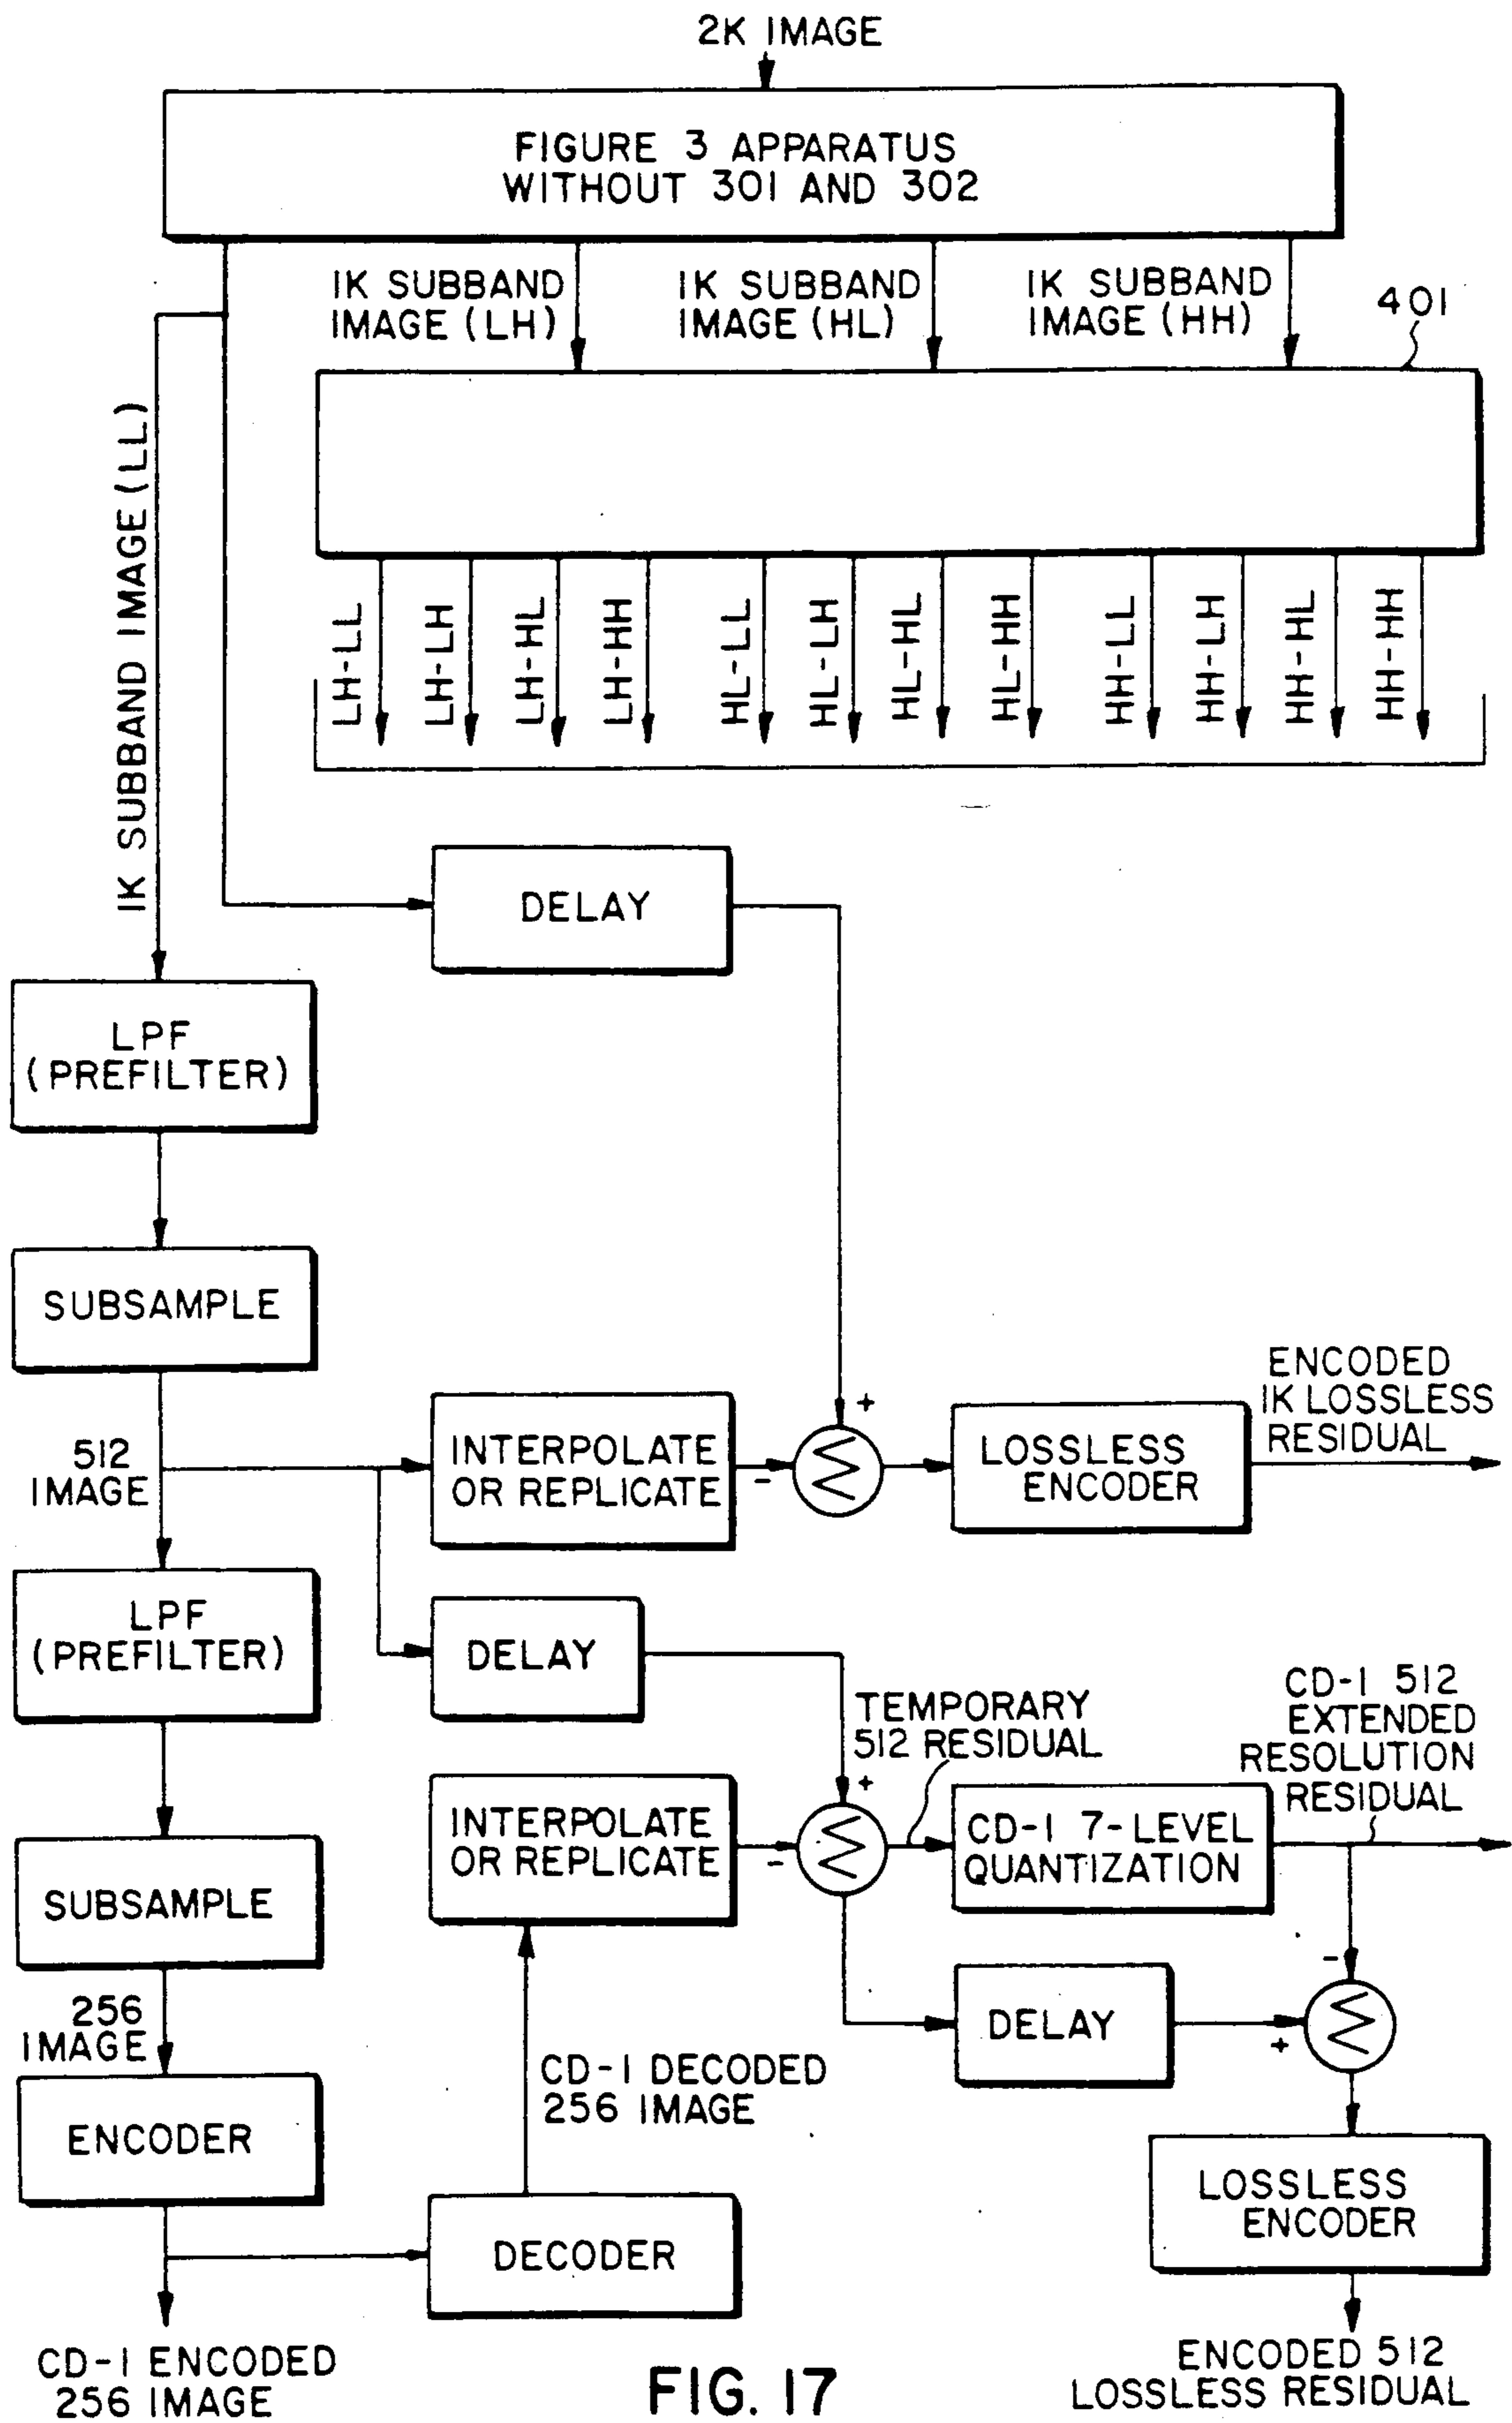 2K IMAGE
FIGURE 3 APPARATUS
WITHOUT 301 AND 302
1K SUBBAND
IMAGE (LH)
1K SUBBAND
IMAGE (HL)
1K SUBBAND
IMAGE (HH)
401
1K SUBBAND IMAGE (LL)
LH-LL
LH-LH
LH-HL
LH-HH
HL-LL
HL-LH
HL-HL
HL-HH
HH-LL
HH-LH
HH-HL
HH-HH
DELAY
LPF
(PREFILTER)
SUBSAMPLE
512
IMAGE
INTERPOLATE
OR REPLICATE
-
+
Σ
LOSSLESS
ENCODER
ENCODED
1K LOSSLESS
RESIDUAL
LPF
(PREFILTER)
DELAY
TEMPORARY
512 RESIDUAL
CD-I 512
EXTENDED
RESOLUTION
RESIDUAL
INTERPOLATE
OR REPLICATE
-
+
Σ
CD-I 7-LEVEL
QUANTIZATION
SUBSAMPLE
256
IMAGE
CD-I DECODED
256 IMAGE
DELAY
+
-
Σ
ENCODER
DECODER
LOSSLESS
ENCODER
CD-I ENCODED
256 IMAGE
ENCODED 512
LOSSLESS RESIDUAL
FIG. 17